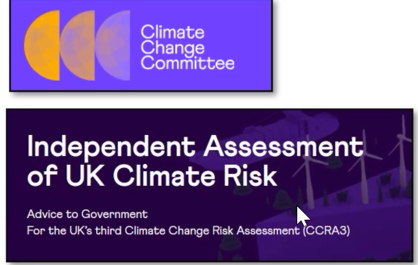 Climate
Change
Committee
Independent Assessment
of UK Climate Risk
Advice to Government
For the UK's third Climate Change Risk Assessment (CCRA3)